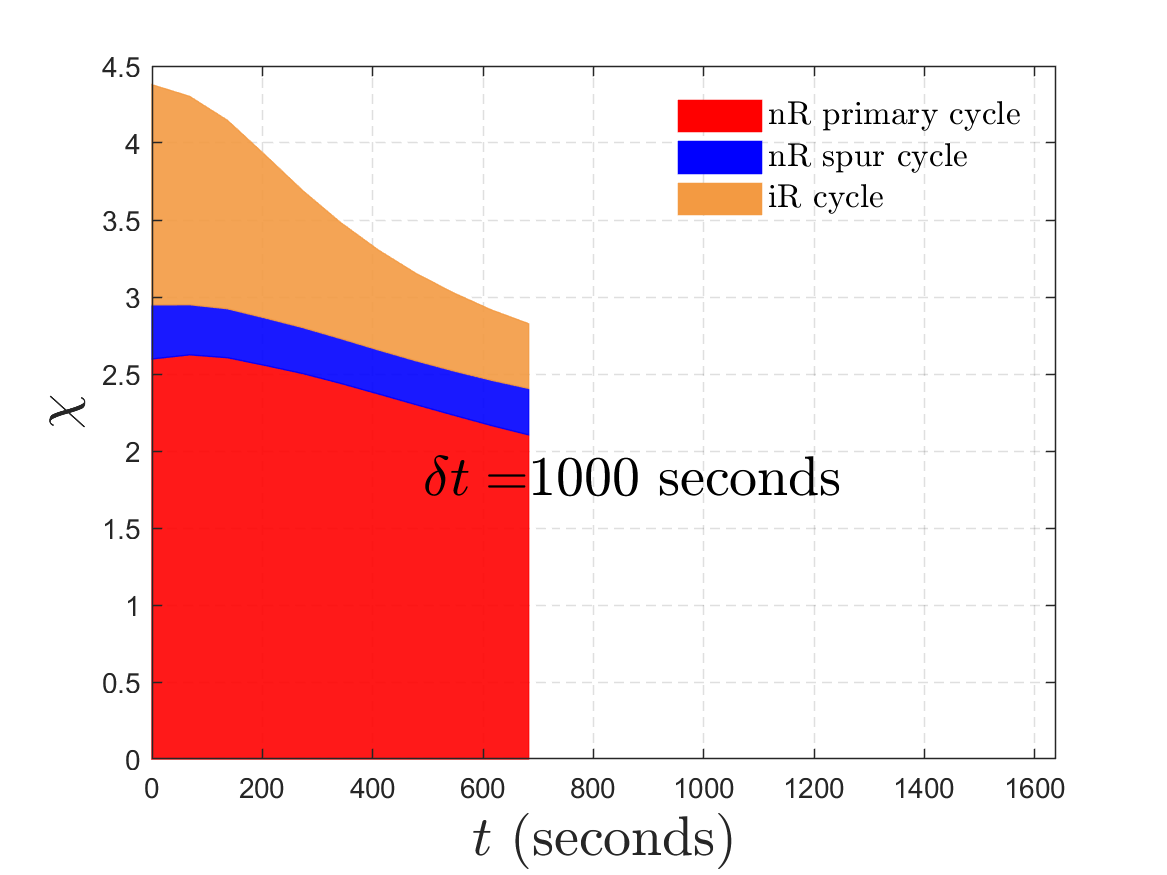 4.5
4
3.5
3
2.5
2
1.5
1
0.5
0
χ
nR primary cycle
nR spur cycle
iR cycle
δt =1000 seconds
0 200 400 600 800 1000 1200 1400 1600
t (seconds)